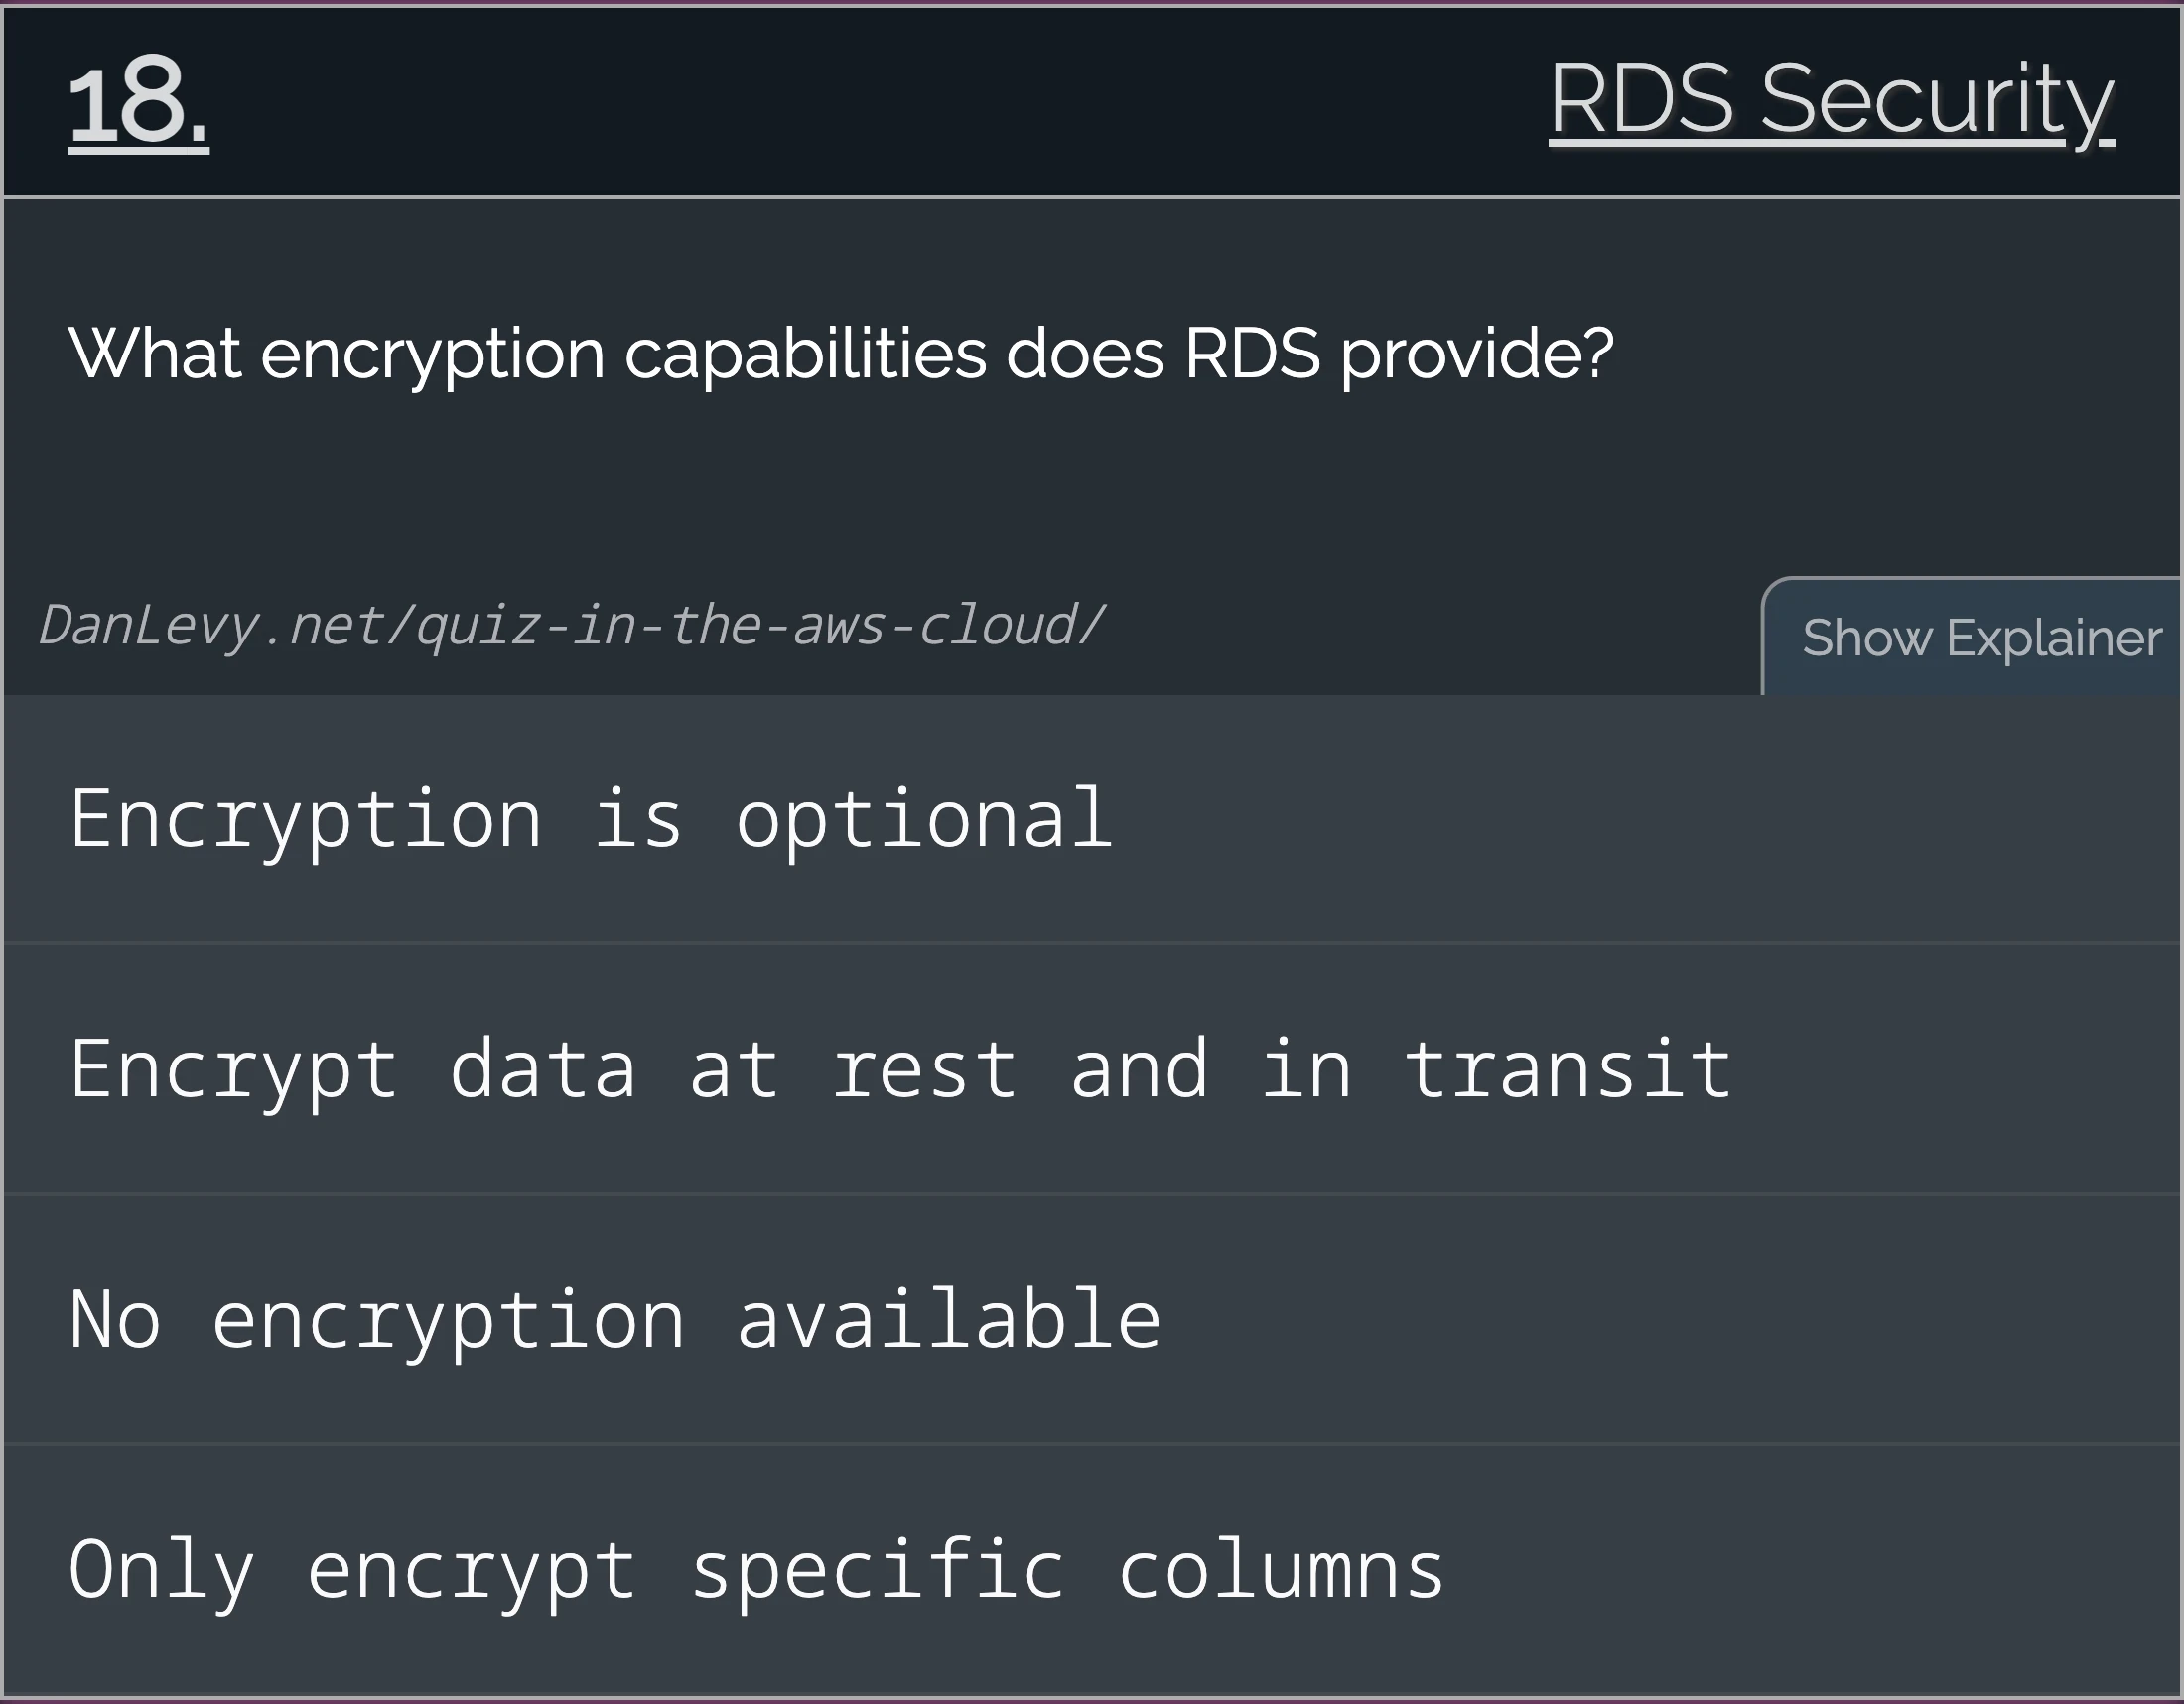 18.
RDS Security
What encryption capabilities does RDS provide?
DanLevy.net/quiz-in-the-aws-cloud/
Show Explainer
Encryption is optional
Encrypt data at rest and in transit
No encryption available
Only encrypt specific columns